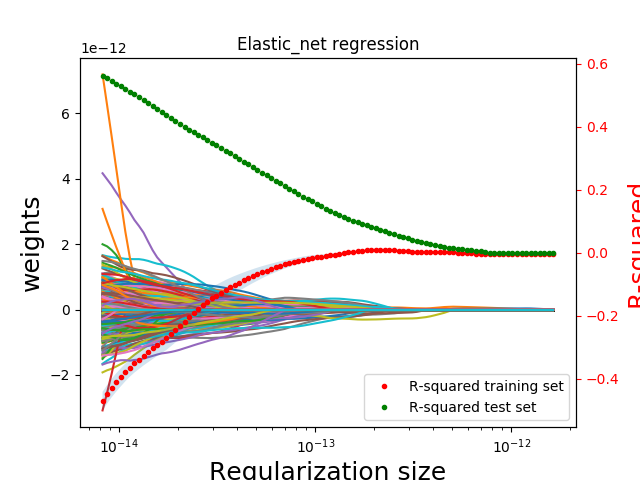 Elastic_net regression
1e−12
6
4
2
0
−2
weights
0.6
0.4
0.2
0.0
−0.2
−0.4
R-squared
R-squared training set
R-squared test set
10−14
10−13
10−12
Regularization size